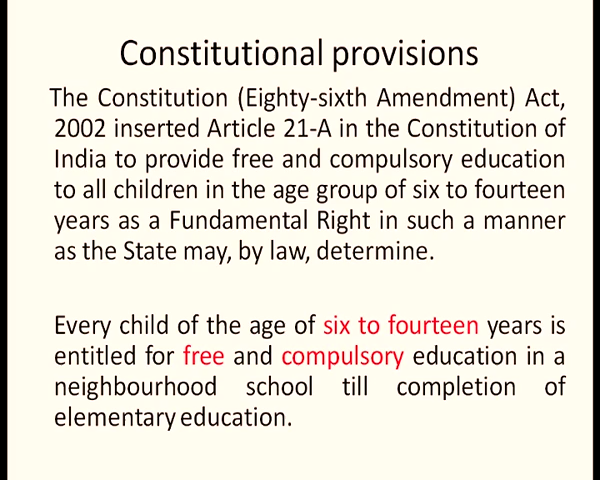 Constitutional provisions
The Constitution (Eighty-sixth Amendment) Act,
2002 inserted Article 21-A in the Constitution of
India to provide free and compulsory education
to all children in the age group of six to fourteen
years as a Fundamental Right in such a manner
as the State may, by law, determine.
Every child of the age of six to fourteen years is
entitled for free and compulsory education in a
neighbourhood school till completion of
elementary education.